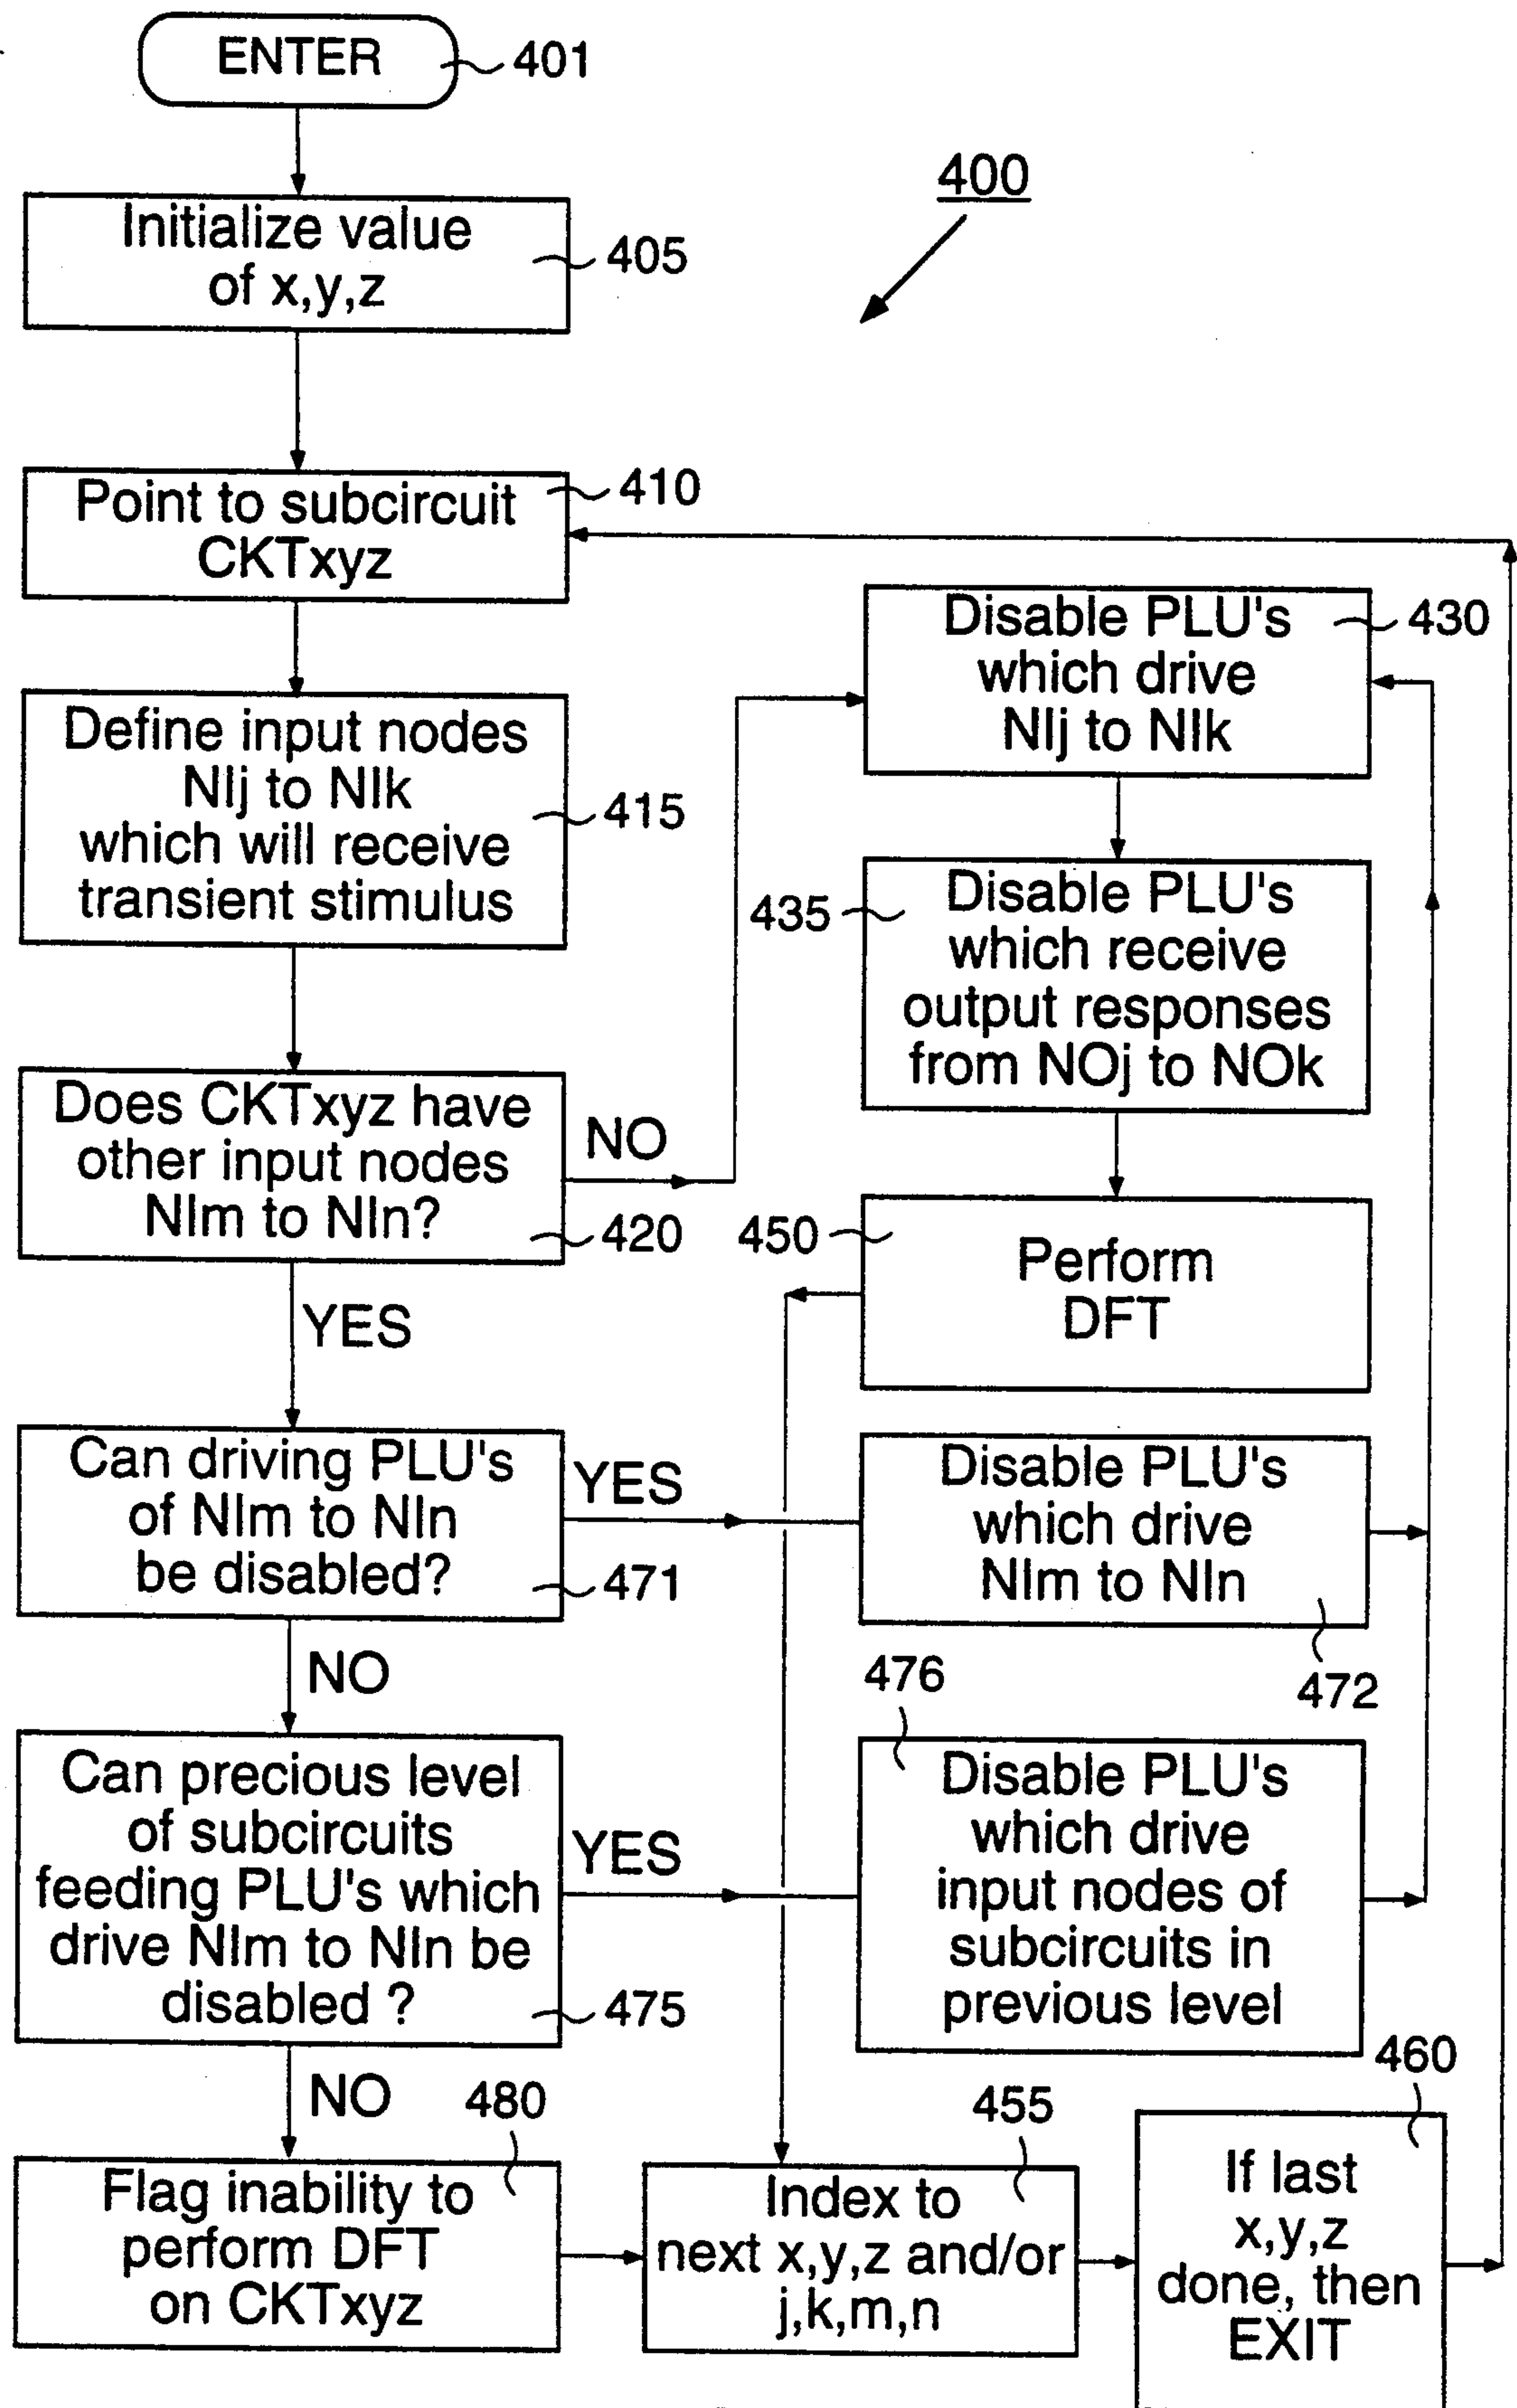 ENTER
401
400
Initialize value
of x,y,z
405
Point to subcircuit
CKTxyz
410
Define input nodes
NIj to NIk
which will receive
transient stimulus
415
Does CKTxyz have
other input nodes
NIm to NIn?
420
NO
YES
Disable PLU's
which drive
NIj to NIk
430
435
Disable PLU's
which receive
output responses
from NOj to NOk
450
Perform
DFT
Can driving PLU's
of NIm to NIn
be disabled?
471
YES
NO
Disable PLU's
which drive
NIm to NIn
472
Can precious level
of subcircuits
feeding PLU's which
drive NIm to NIn be
disabled ?
475
YES
NO
476
Disable PLU's
which drive
input nodes of
subcircuits in
previous level
480
Flag inability to
perform DFT
on CKTxyz
455
Index to
next x,y,z and/or
j,k,m,n
460
If last
x,y,z
done, then
EXIT